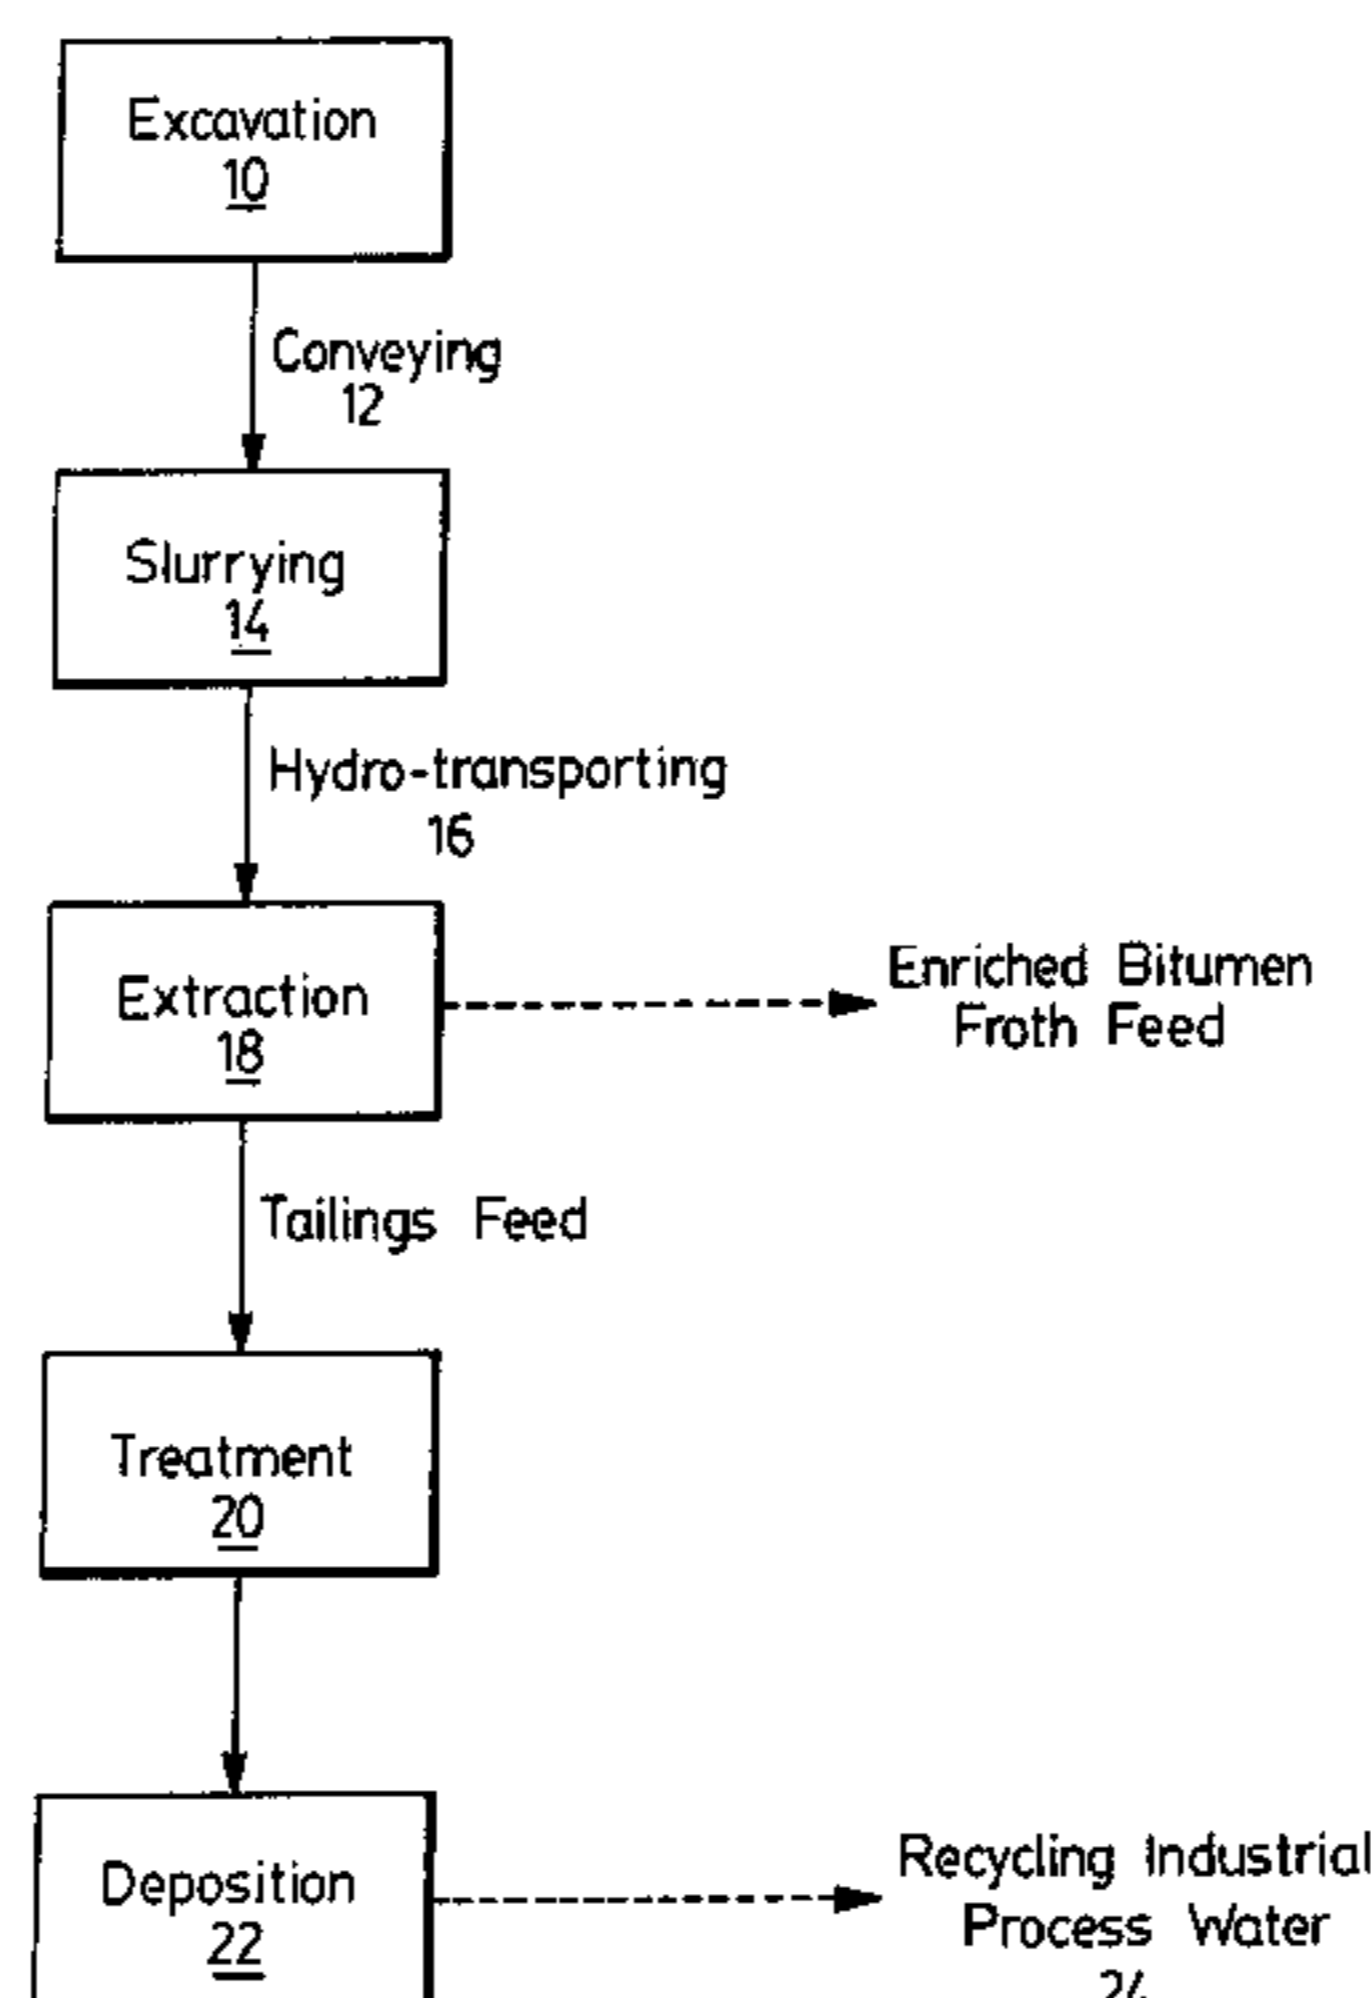 Excavation
10
Conveying
12
Slurrying
14
Hydro-transporting
16
Extraction
18
Enriched Bitumen
Froth Feed
Tailings Feed
Treatment
20
Deposition
22
Recycling Industrial
Process Water
24